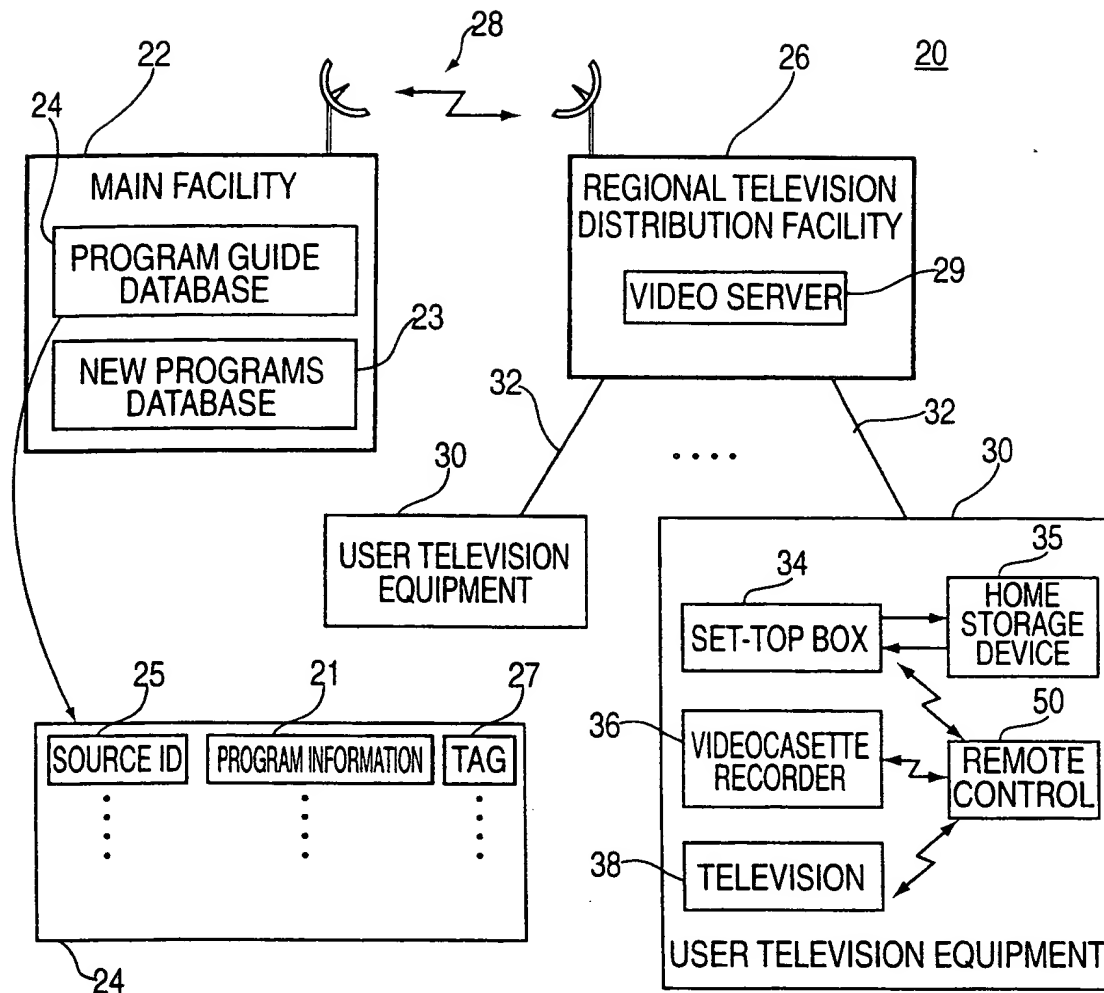 28
22
26
20
24
MAIN FACILITY
PROGRAM GUIDE
DATABASE
23
NEW PROGRAMS
DATABASE
REGIONAL TELEVISION
DISTRIBUTION FACILITY
29
VIDEO SERVER
32
32
30
USER TELEVISION
EQUIPMENT
30
34
SET-TOP BOX
35
HOME
STORAGE
DEVICE
36
VIDEOCASETTE
RECORDER
50
REMOTE
CONTROL
38
TELEVISION
USER TELEVISION EQUIPMENT
25
21
27
SOURCE ID
PROGRAM INFORMATION
TAG
24